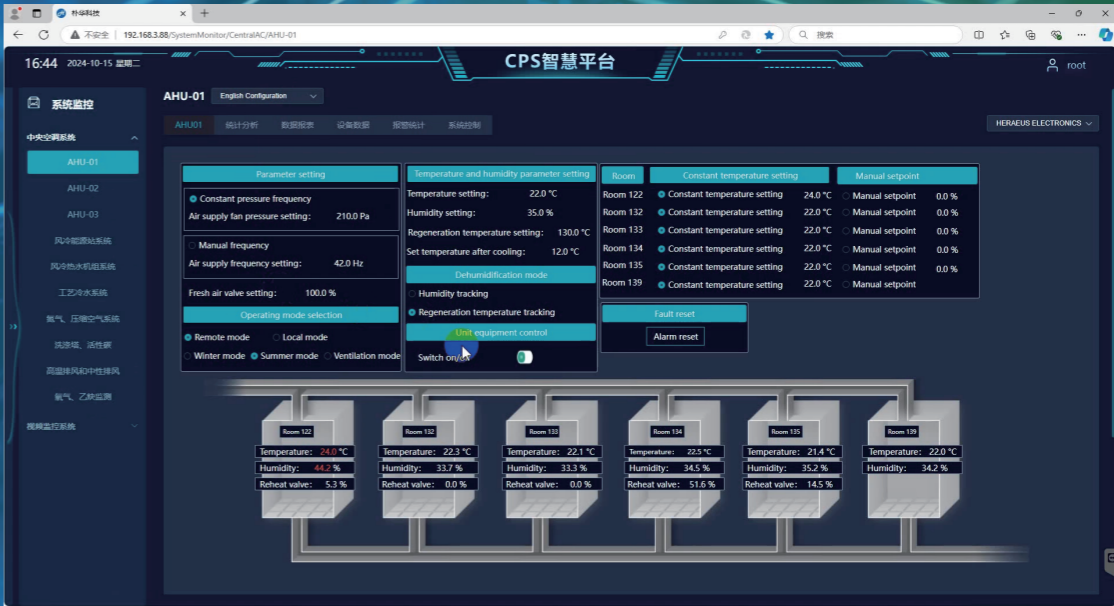 朴华科技
不安全 192.168.3.88/SystemMonitor/CentralAC/AHU-01
搜索
16:44 2024-10-15 星期二
CPS智慧平台
root
系统监控
AHU-01 English Configuration
AHU01 统计分析 数据报表 设备数据 报警统计 系统控制
HERAEUS ELECTRONICS
中央空调系统
AHU-01
AHU-02
AHU-03
风冷能源站系统
风冷热水机组系统
工艺冷水系统
氮气、压缩空气系统
洗涤塔、活性碳
高温排风和中性排风
氢气、乙炔监测
视频监控系统
Parameter setting
Constant pressure frequency
Air supply fan pressure setting: 210.0 Pa
Manual frequency
Air supply frequency setting: 42.0 Hz
Fresh air valve setting: 100.0 %
Operating mode selection
Remote mode Local mode
Winter mode Summer mode Ventilation mode
Temperature and humidity parameter setting
Temperature setting: 22.0 °C
Humidity setting: 35.0 %
Regeneration temperature setting: 130.0 °C
Set temperature after cooling: 12.0 °C
Dehumidification mode
Humidity tracking
Regeneration temperature tracking
Unit equipment control
Switch on/off
Room Constant temperature setting Manual setpoint
Room 122 Constant temperature setting 24.0 °C Manual setpoint 0.0 %
Room 132 Constant temperature setting 22.0 °C Manual setpoint 0.0 %
Room 133 Constant temperature setting 22.0 °C Manual setpoint 0.0 %
Room 134 Constant temperature setting 22.0 °C Manual setpoint 0.0 %
Room 135 Constant temperature setting 22.0 °C Manual setpoint 0.0 %
Room 139 Constant temperature setting 22.0 °C Manual setpoint
Fault reset
Alarm reset
Room 122 Room 132 Room 133 Room 134 Room 135 Room 139
Temperature: 24.0 °C Temperature: 22.3 °C Temperature: 22.1 °C Temperature: 22.5 °C Temperature: 21.4 °C Temperature: 22.0 °C
Humidity: 44.2 % Humidity: 33.7 % Humidity: 33.3 % Humidity: 34.5 % Humidity: 35.2 % Humidity: 34.2 %
Reheat valve: 5.3 % Reheat valve: 0.0 % Reheat valve: 0.0 % Reheat valve: 51.6 % Reheat valve: 14.5 %